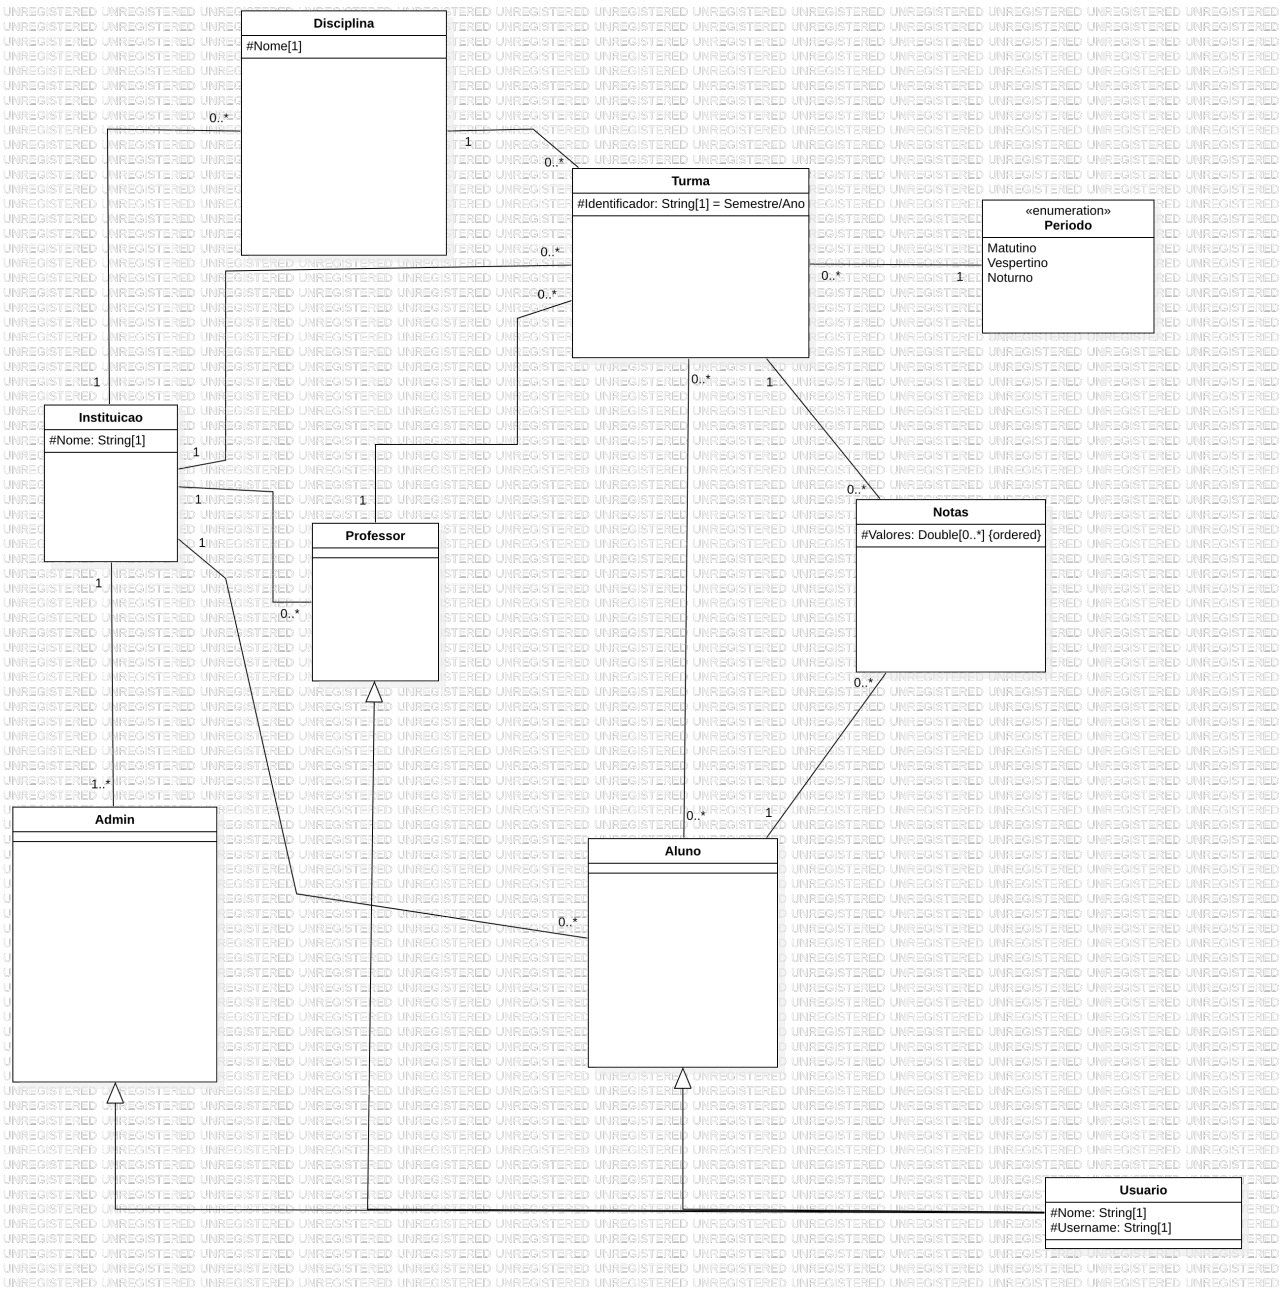 Disciplina
#Nome[1]
0..*
1
0..*
Turma
#Identificador: String[1] = Semestre/Ano
«enumeration»
Periodo
Matutino
Vespertino
Noturno
0..*
0..*
1
0..*
0..*
1
1
Instituicao
#Nome: String[1]
1
1
1
1
1
0..*
Notas
#Valores: Double[0..*] {ordered}
Professor
0..*
0..*
1..*
Admin
0..*
1
Aluno
0..*
Usuario
#Nome: String[1]
#Username: String[1]
UNREGISTERED